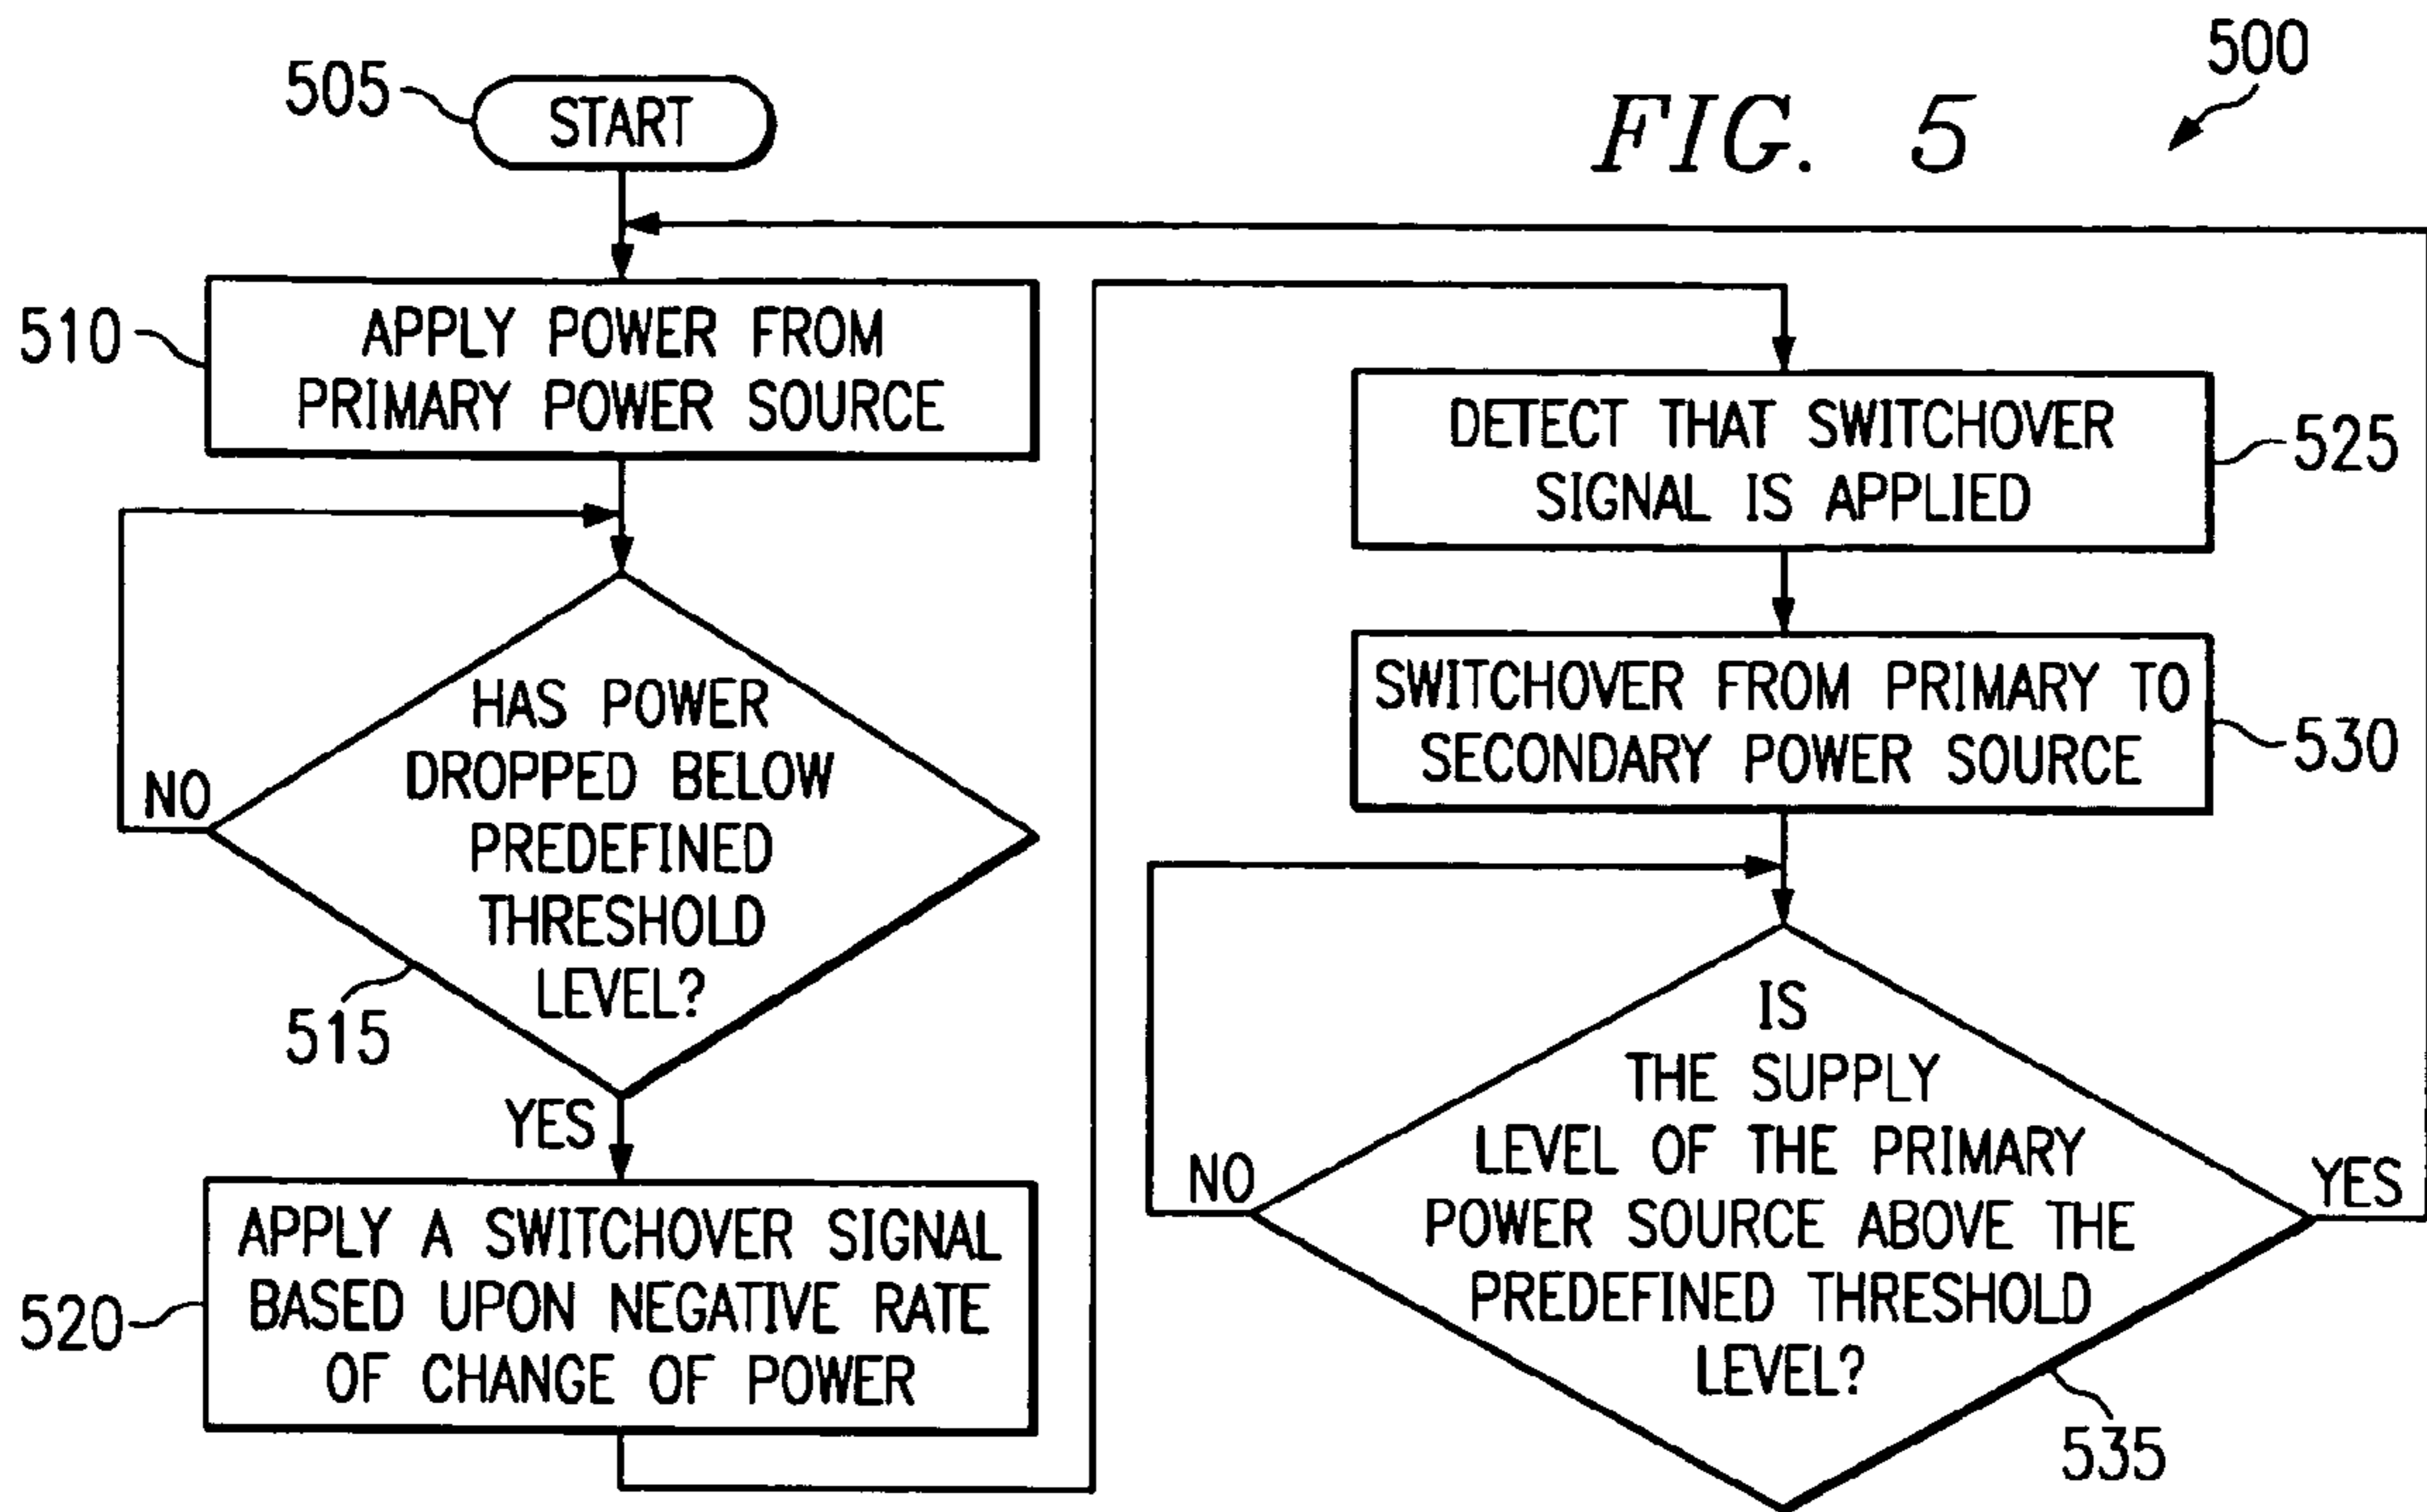 FIG. 5
500
505
START
510
APPLY POWER FROM
PRIMARY POWER SOURCE
HAS POWER
DROPPED BELOW
PREDEFINED
THRESHOLD
LEVEL?
NO
515
YES
520
APPLY A SWITCHOVER SIGNAL
BASED UPON NEGATIVE RATE
OF CHANGE OF POWER
DETECT THAT SWITCHOVER
SIGNAL IS APPLIED
525
SWITCHOVER FROM PRIMARY TO
SECONDARY POWER SOURCE
530
IS
THE SUPPLY
LEVEL OF THE PRIMARY
POWER SOURCE ABOVE THE
PREDEFINED THRESHOLD
LEVEL?
NO
YES
535